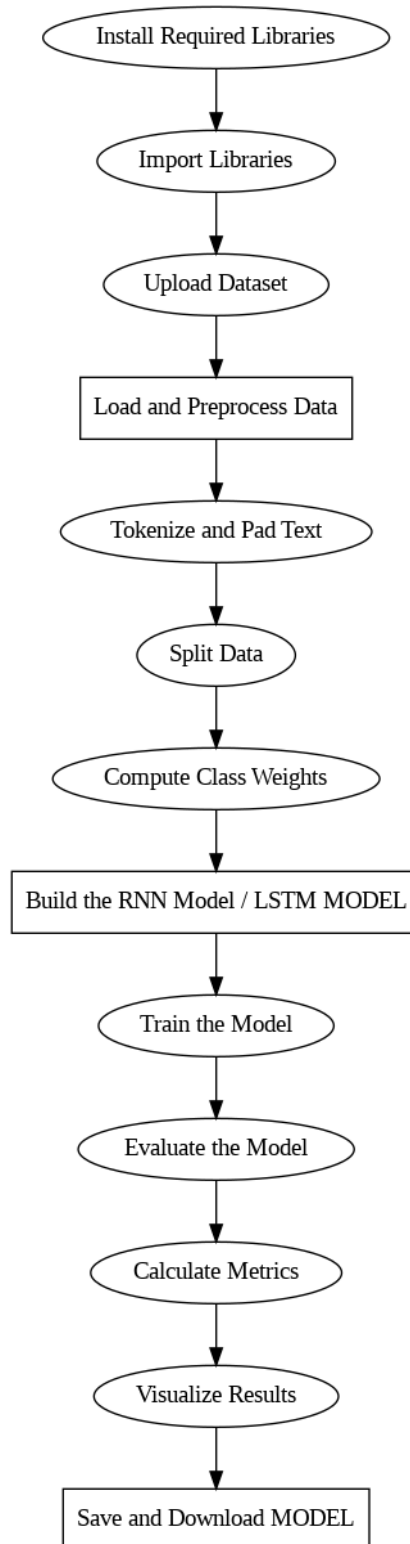 Install Required Libraries
Import Libraries
Upload Dataset
Load and Preprocess Data
Tokenize and Pad Text
Split Data
Compute Class Weights
Build the RNN Model / LSTM MODEL
Train the Model
Evaluate the Model
Calculate Metrics
Visualize Results
Save and Download MODEL